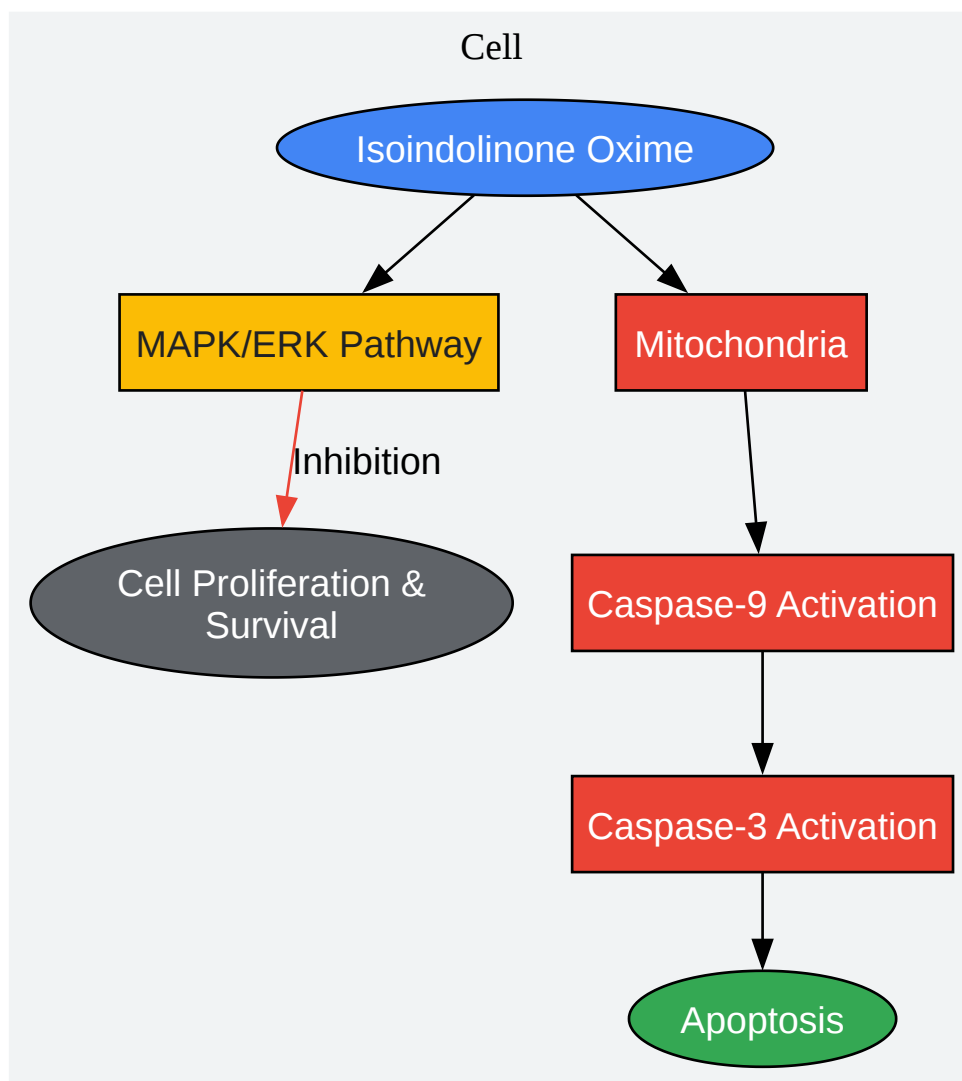 Cell
Isoindolinone Oxime
MAPK/ERK Pathway
Mitochondria
Inhibition
Cell Proliferation &
Survival
Caspase-9 Activation
Caspase-3 Activation
Apoptosis